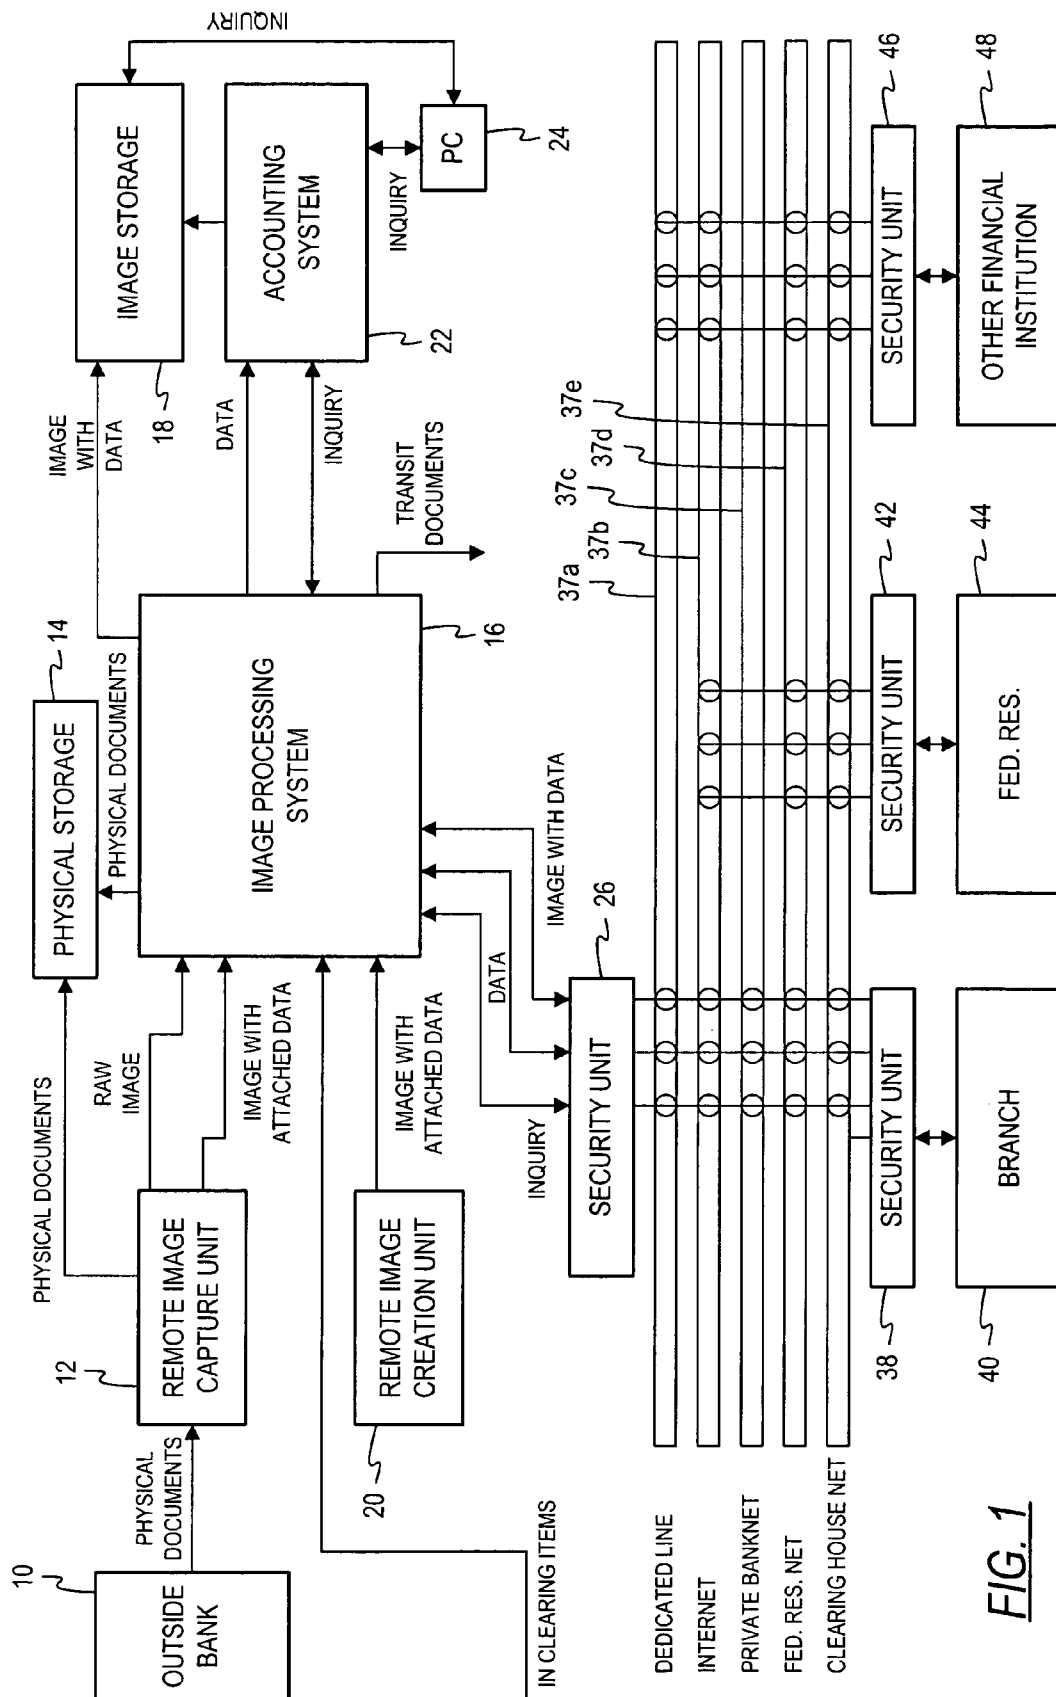 10
OUTSIDE
BANK
PHYSICAL
DOCUMENTS
12
REMOTE IMAGE
CAPTURE UNIT
PHYSICAL DOCUMENTS
RAW
IMAGE
IMAGE WITH
ATTACHED DATA
PHYSICAL STORAGE
14
PHYSICAL DOCUMENTS
IMAGE PROCESSING
SYSTEM
16
IMAGE
WITH
DATA
IMAGE STORAGE
18
INQUIRY
DATA
INQUIRY
ACCOUNTING
SYSTEM
22
INQUIRY
PC
24
TRANSIT
DOCUMENTS
REMOTE IMAGE
CREATION UNIT
20
IMAGE WITH
ATTACHED DATA
IN CLEARING ITEMS
INQUIRY
DATA
IMAGE WITH DATA
SECURITY UNIT
26
DEDICATED LINE
INTERNET
PRIVATE BANKNET
FED. RES. NET
CLEARING HOUSE NET
37a
37b
37c
37d
37e
SECURITY UNIT
38
BRANCH
40
SECURITY UNIT
42
FED. RES.
44
SECURITY UNIT
46
OTHER FINANCIAL
INSTITUTION
48
FIG. 1